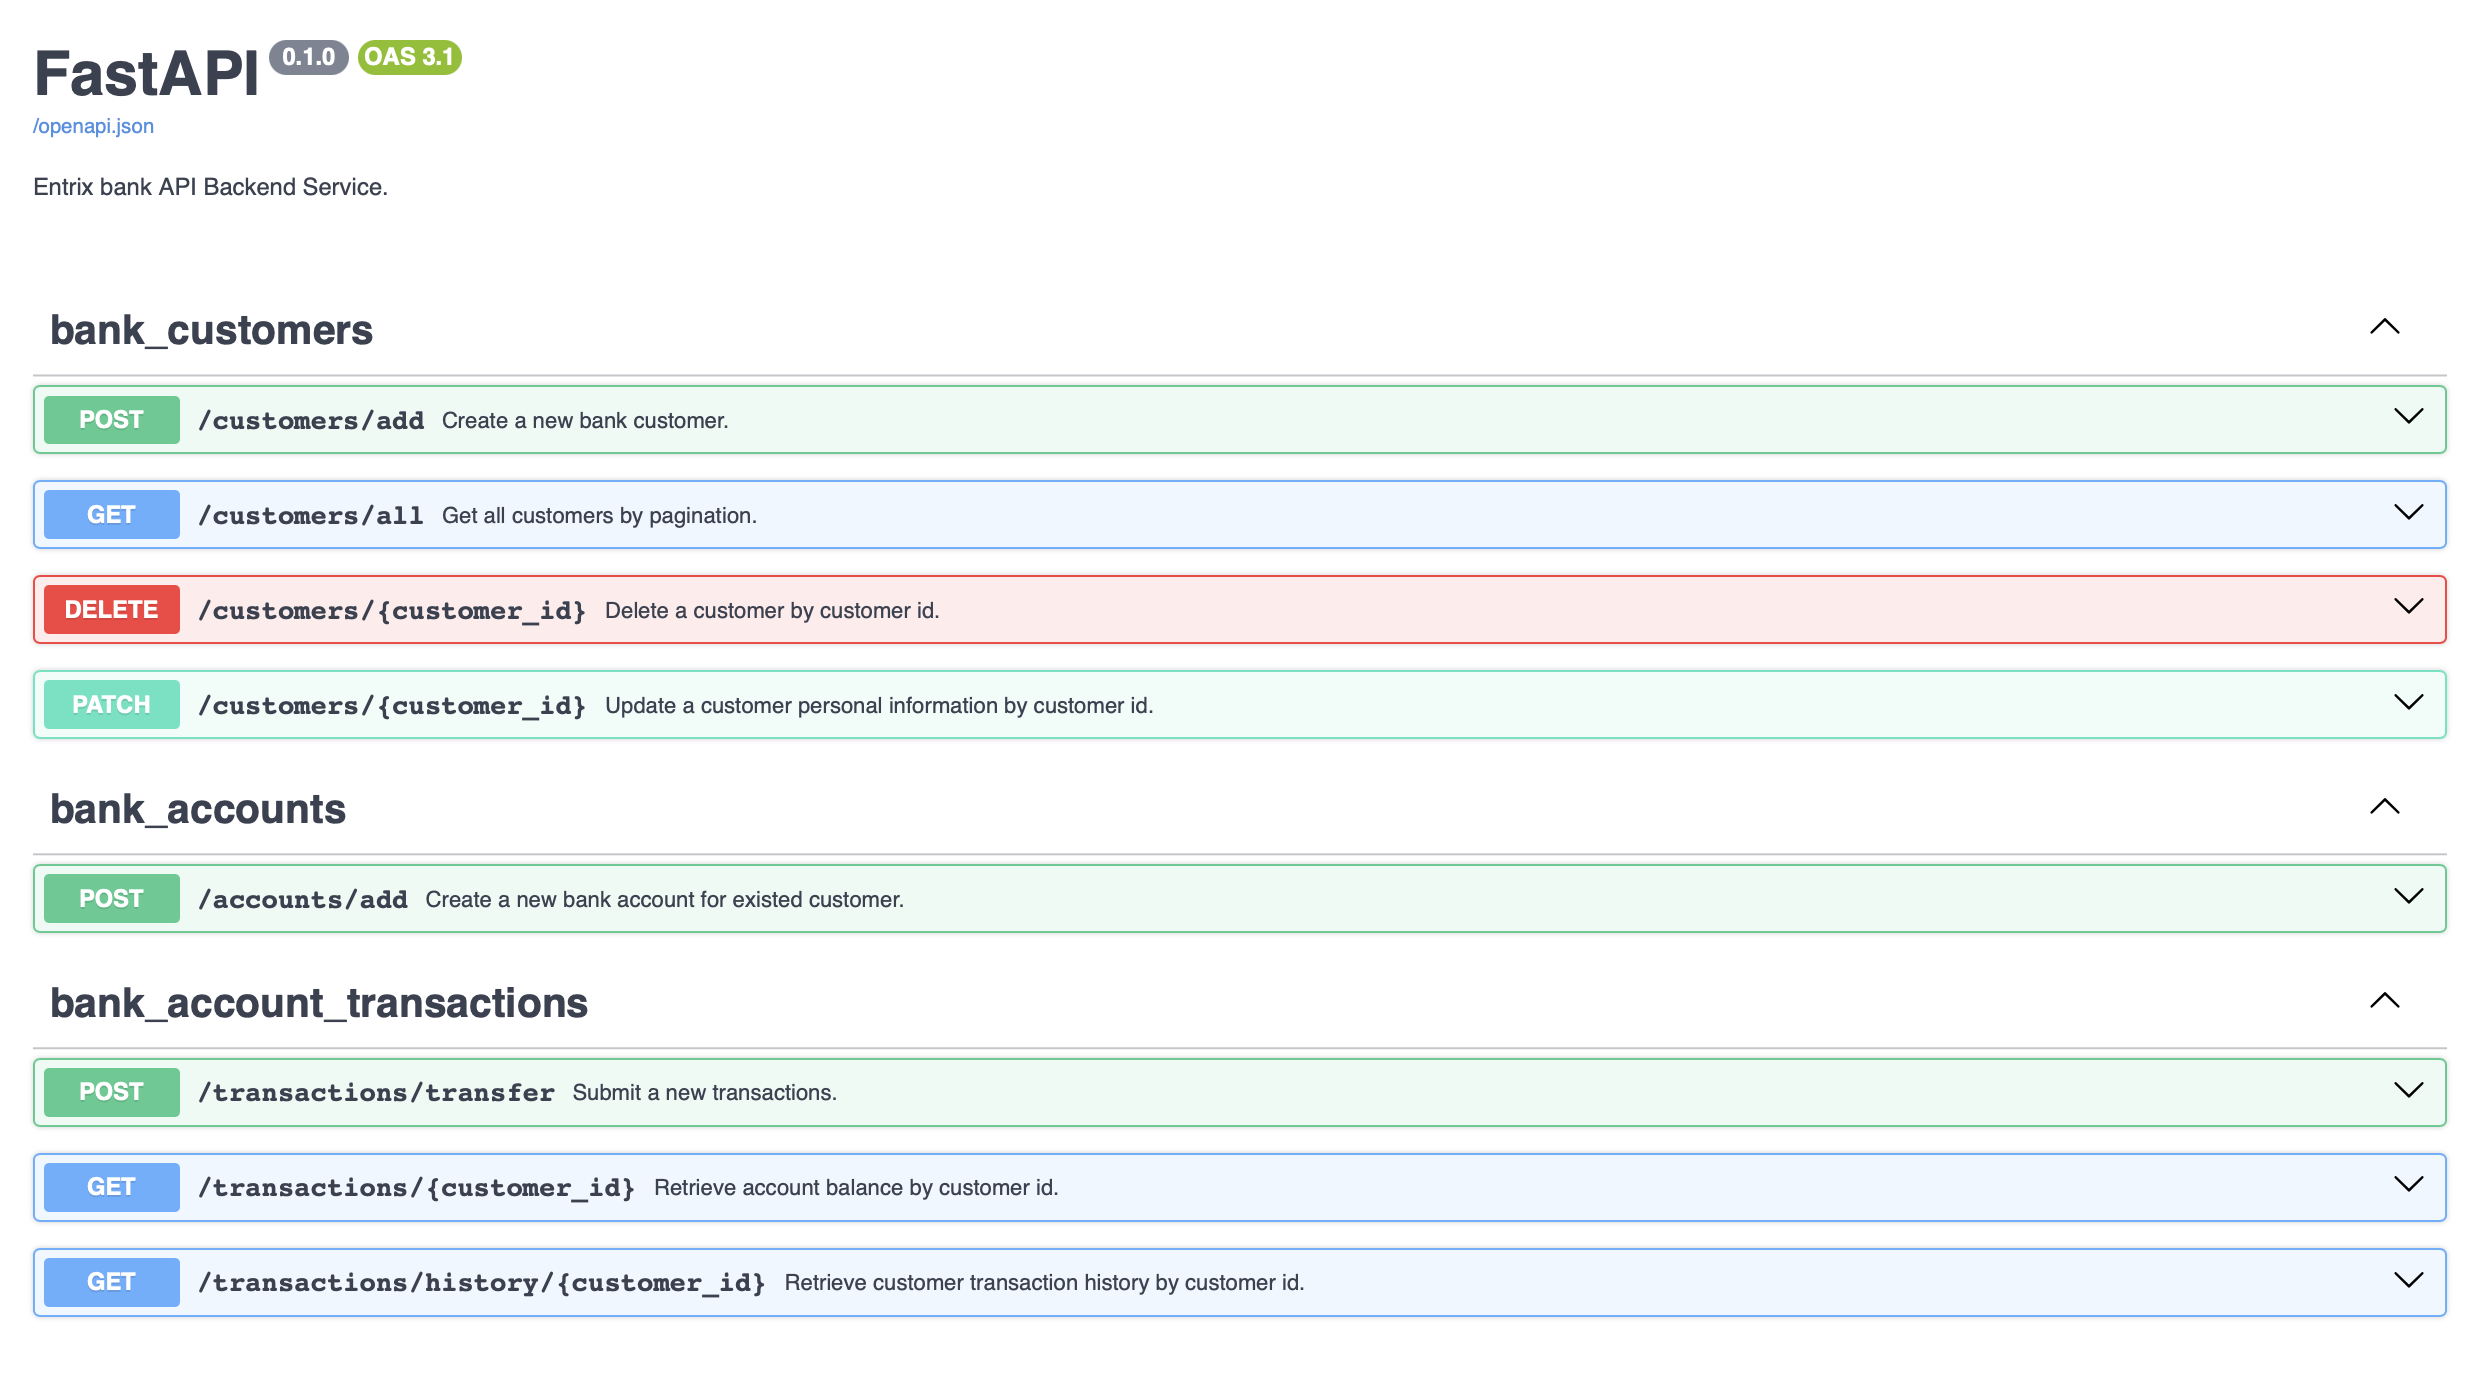 FastAPI 0.1.0 OAS 3.1
/openapi.json
Entrix bank API Backend Service.
bank_customers
POST /customers/add Create a new bank customer.
GET /customers/all Get all customers by pagination.
DELETE /customers/{customer_id} Delete a customer by customer id.
PATCH /customers/{customer_id} Update a customer personal information by customer id.
bank_accounts
POST /accounts/add Create a new bank account for existed customer.
bank_account_transactions
POST /transactions/transfer Submit a new transactions.
GET /transactions/{customer_id} Retrieve account balance by customer id.
GET /transactions/history/{customer_id} Retrieve customer transaction history by customer id.